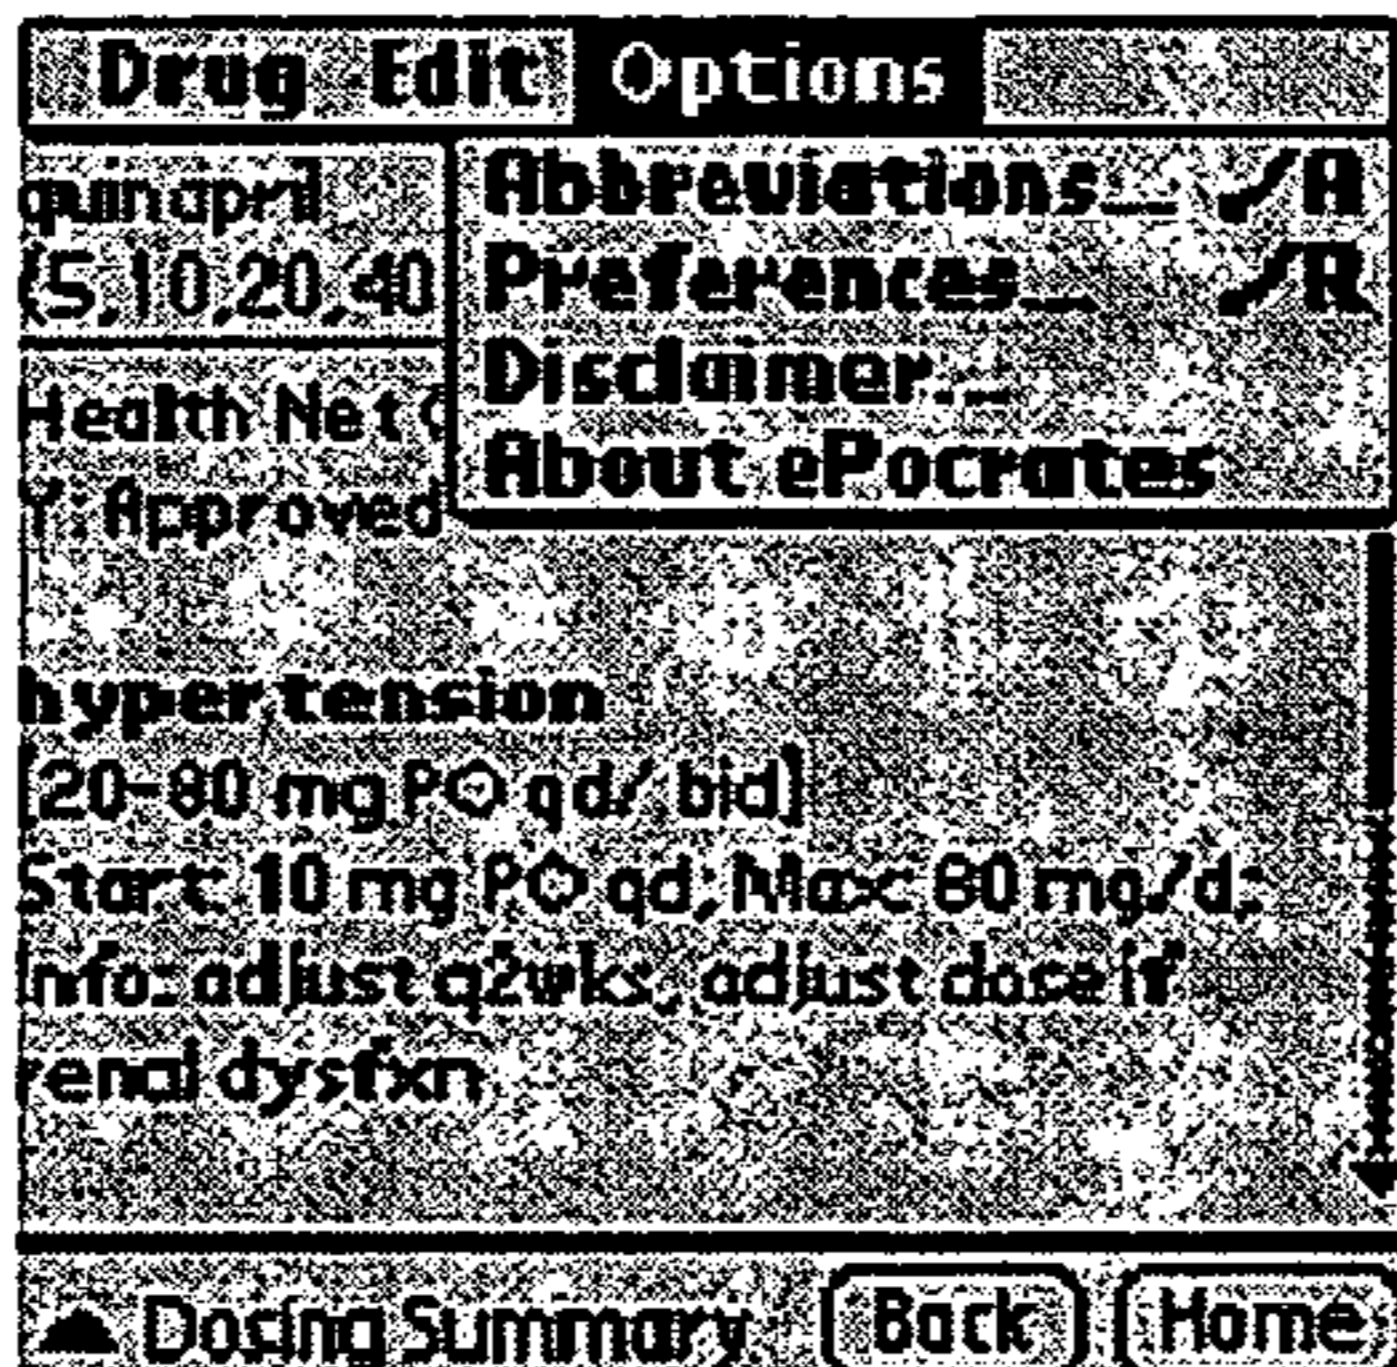 Drug Edit Options
Abbreviations... ⁄A
Preferences... ⁄R
Disclaimer...
About ePocrates
quinapril
(5,10,20,40
Health Net
Y: Approved
hypertension
[20-80 mg PO qd/ bid]
Start: 10 mg PO qd; Max: 80 mg/d;
Info: adjust q2wks; adjust dose if
renal dysfxn
Dosing Summary Back Home